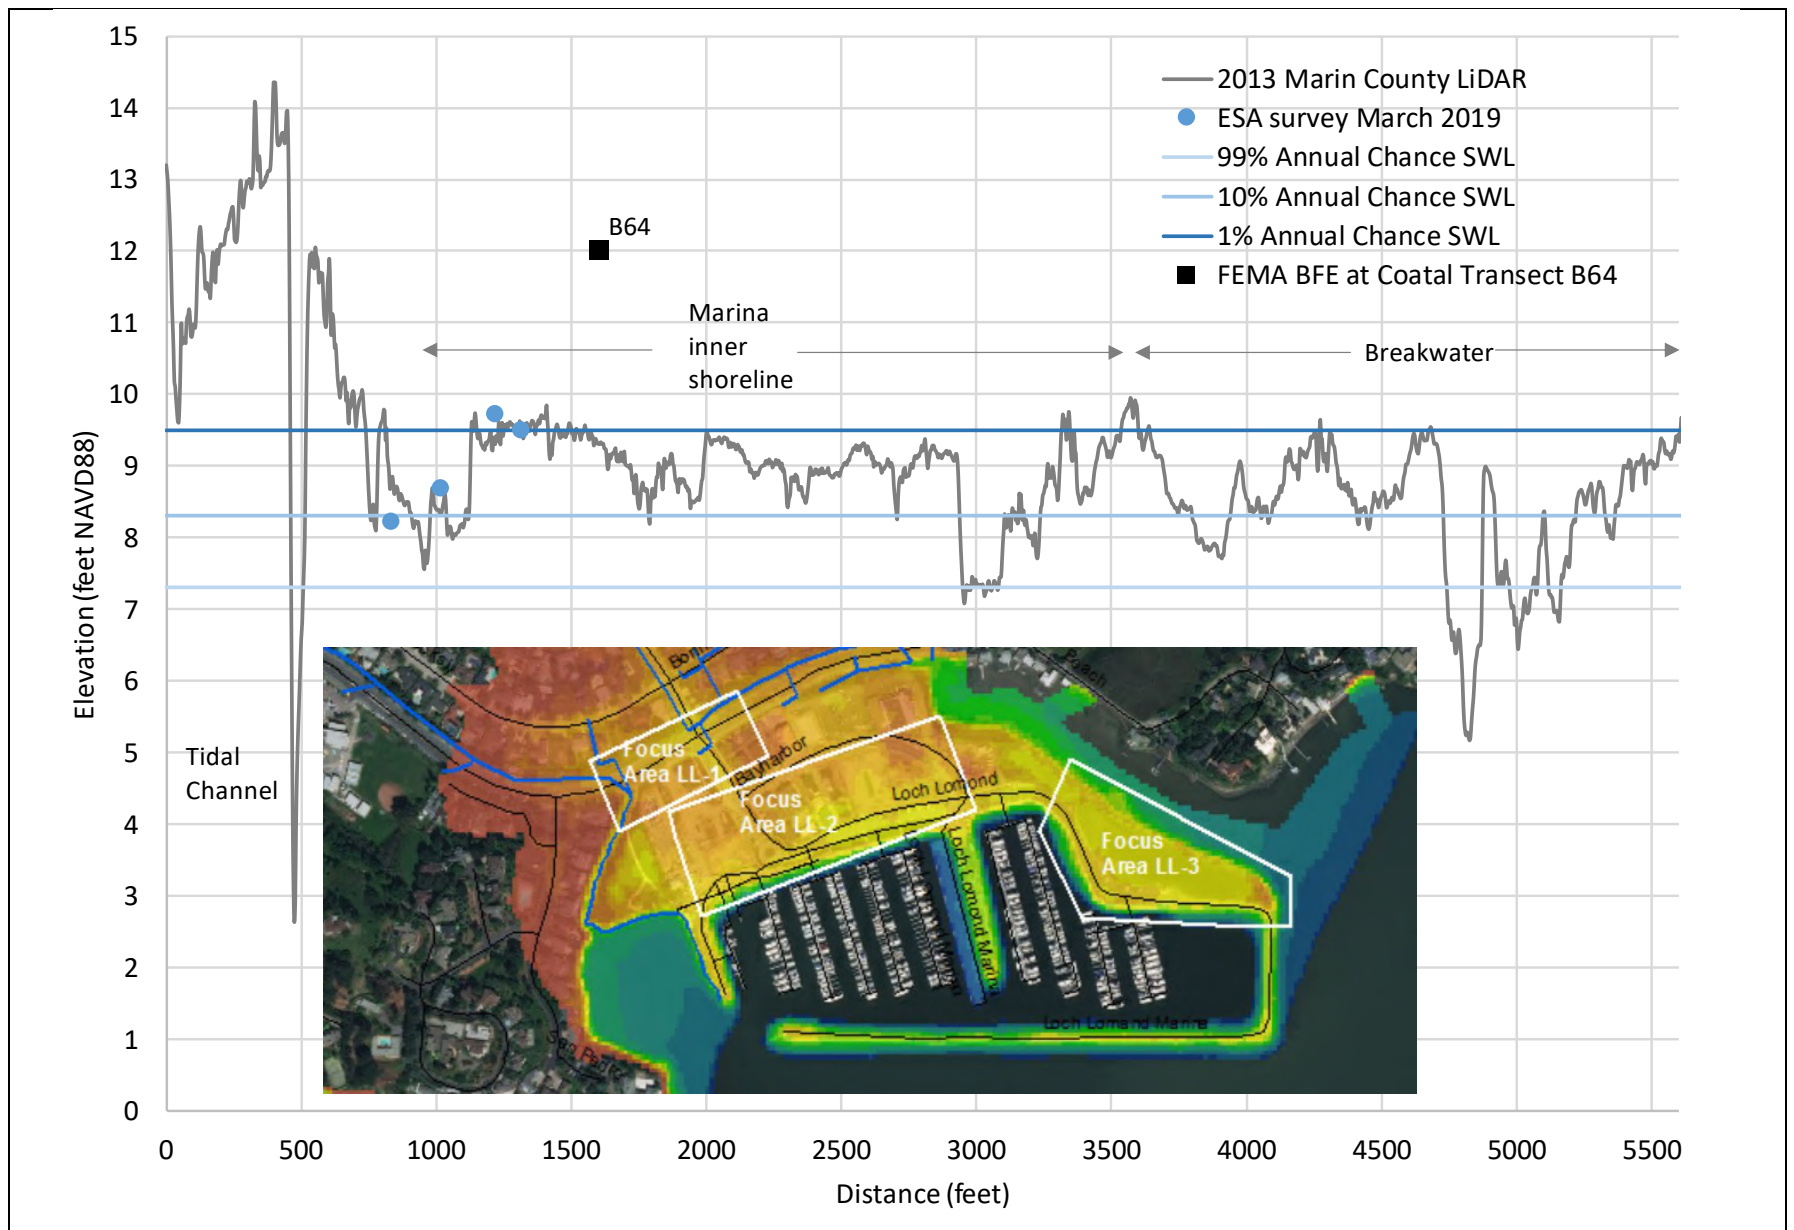 15
14
13
12
11
10
9
8
7
6
5
4
3
2
1
0
Elevation (feet NAVD88)
2013 Marin County LiDAR
ESA survey March 2019
99% Annual Chance SWL
10% Annual Chance SWL
1% Annual Chance SWL
FEMA BFE at Coatal Transect B64
B64
Marina
inner
shoreline
Breakwater
Tidal
Channel
Focus
Area LL-1
Bayharbor
Focus
Area LL-2
Loch Lomond
Focus
Area LL-3
Loch Lomond Marina
Loch Lomand Marina
0 500 1000 1500 2000 2500 3000 3500 4000 4500 5000 5500
Distance (feet)